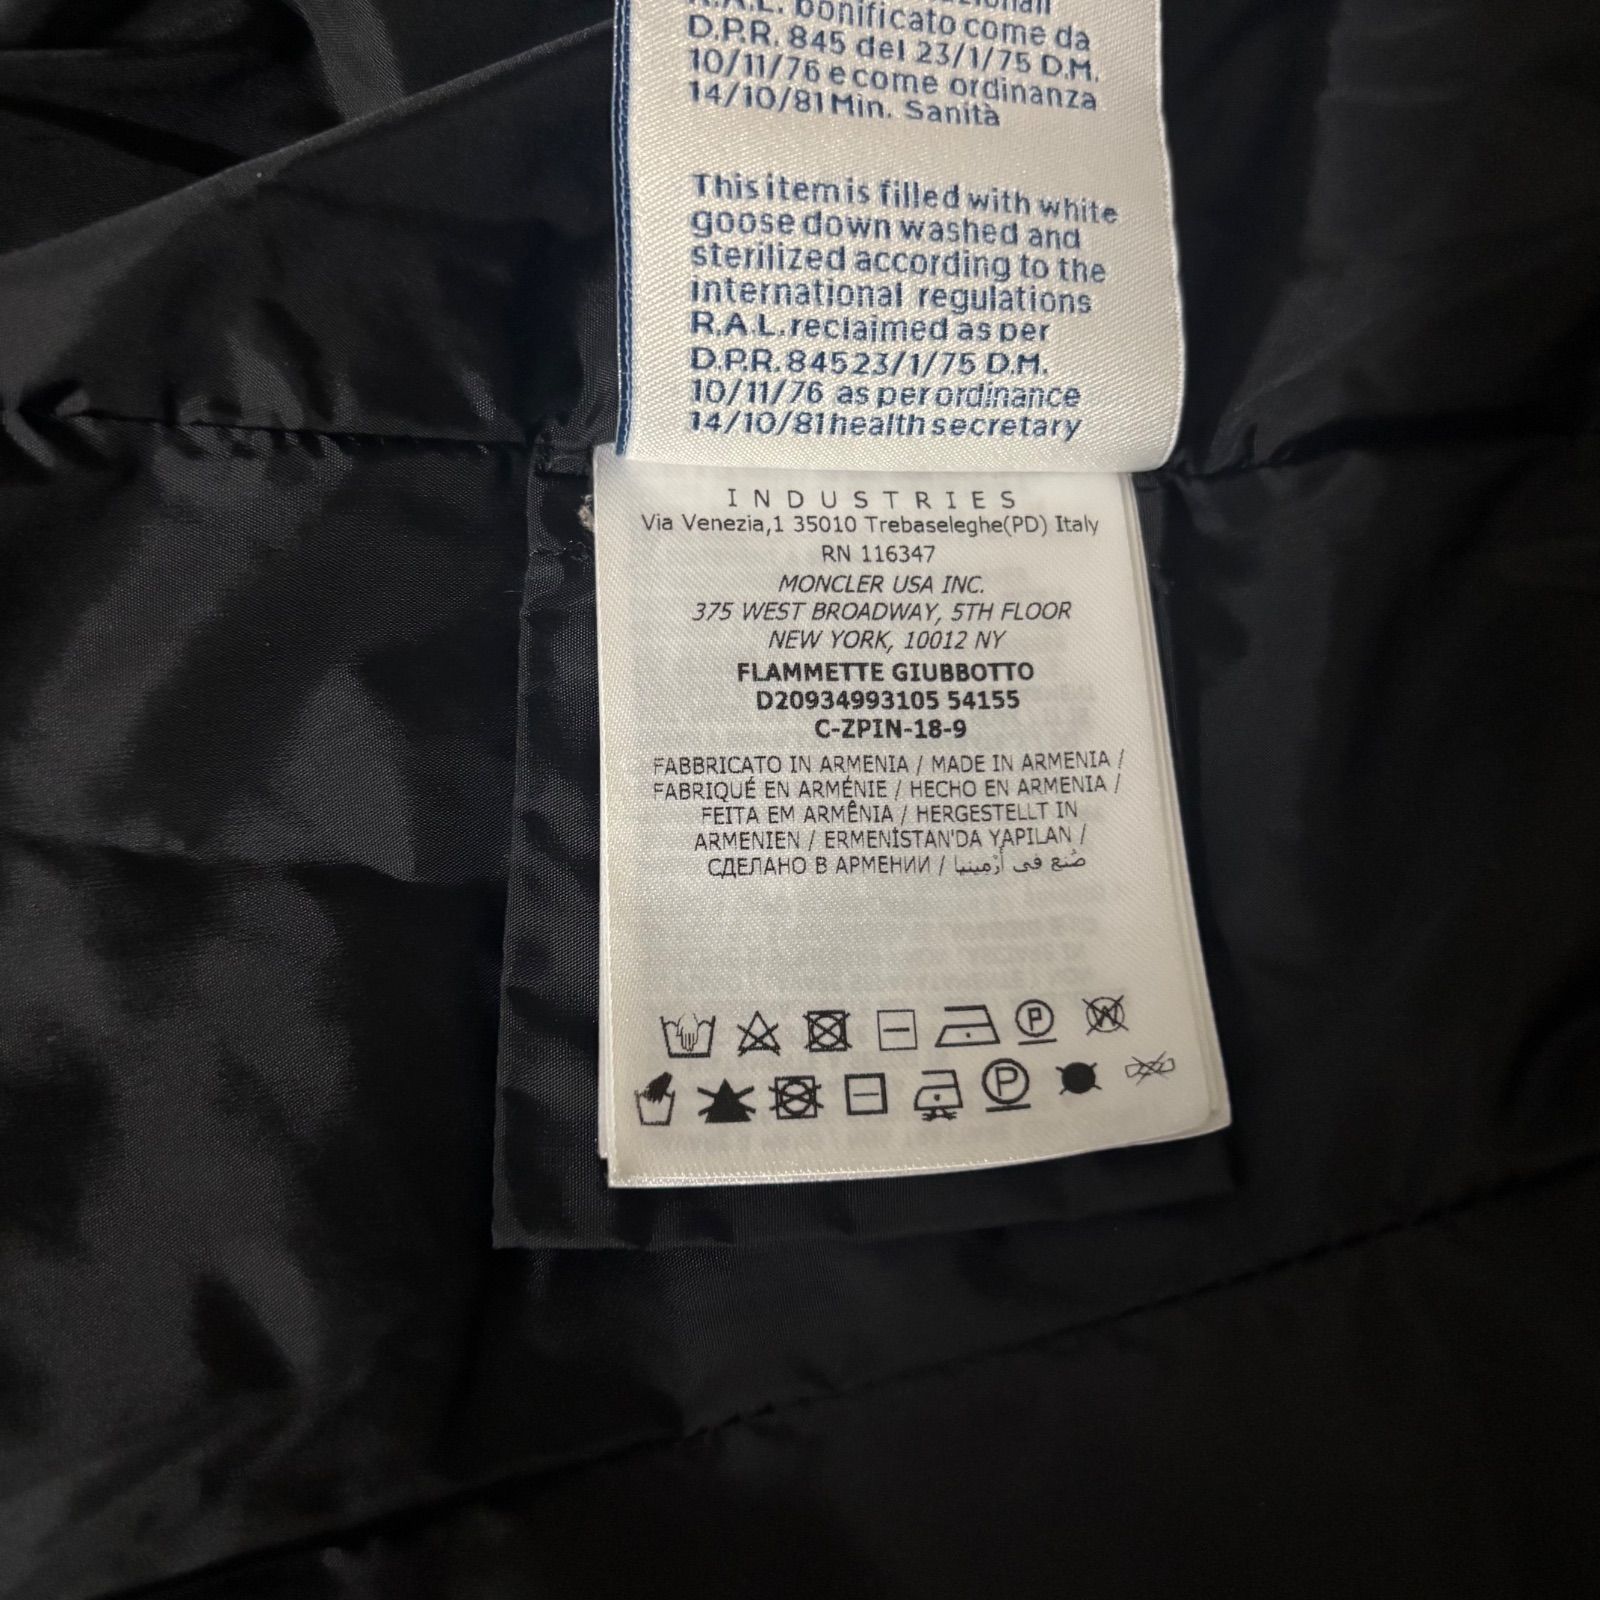 R.A.L. bonificato come da
D.P.R. 845 del 23/1/75 D.M.
10/11/76 e come ordinanza
14/10/81 Min. Sanità
This item is filled with white
goose down washed and
sterilized according to the
international regulations
R.A.L. reclaimed as per
D.P.R. 845 23/1/75 D.M.
10/11/76 as per ordinance
14/10/81 health secretary
INDUSTRIES
Via Venezia,1 35010 Trebaseleghe(PD) Italy
RN 116347
MONCLER USA INC.
375 WEST BROADWAY, 5TH FLOOR
NEW YORK, 10012 NY
FLAMMETTE GIUBBOTTO
D20934993105 54155
C-ZPIN-18-9
FABBRICATO IN ARMENIA / MADE IN ARMENIA /
FABRIQUÉ EN ARMÉNIE / HECHO EN ARMENIA /
FEITA EM ARMÊNIA / HERGESTELLT IN
ARMENIEN / ERMENİSTAN'DA YAPILAN /
СДЕЛАНО В АРМЕНИИ / صُنع في أرمينيا
P W
P